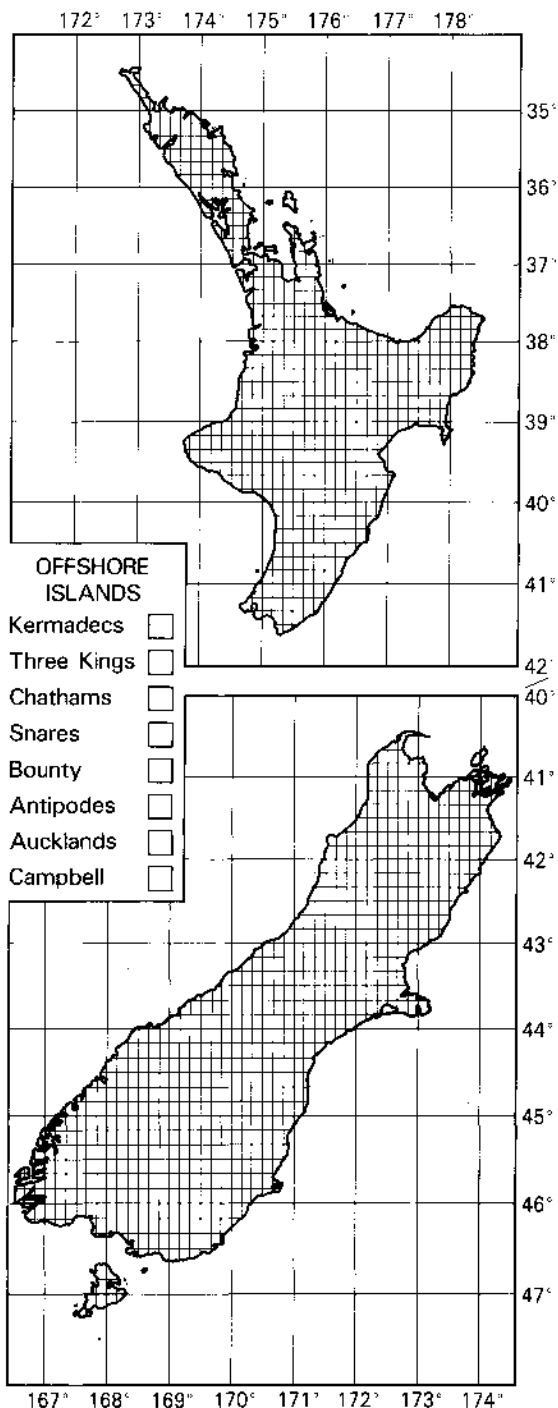 172° 173° 174° 175° 176° 177° 178°
35°
36°
37°
38°
39°
40°
41°
42°
OFFSHORE
ISLANDS
Kermadecs
Three Kings
Chathams
Snares
Bounty
Antipodes
Aucklands
Campbell
40°
41°
42°
43°
44°
45°
46°
47°
167° 168° 169° 170° 171° 172° 173° 174°